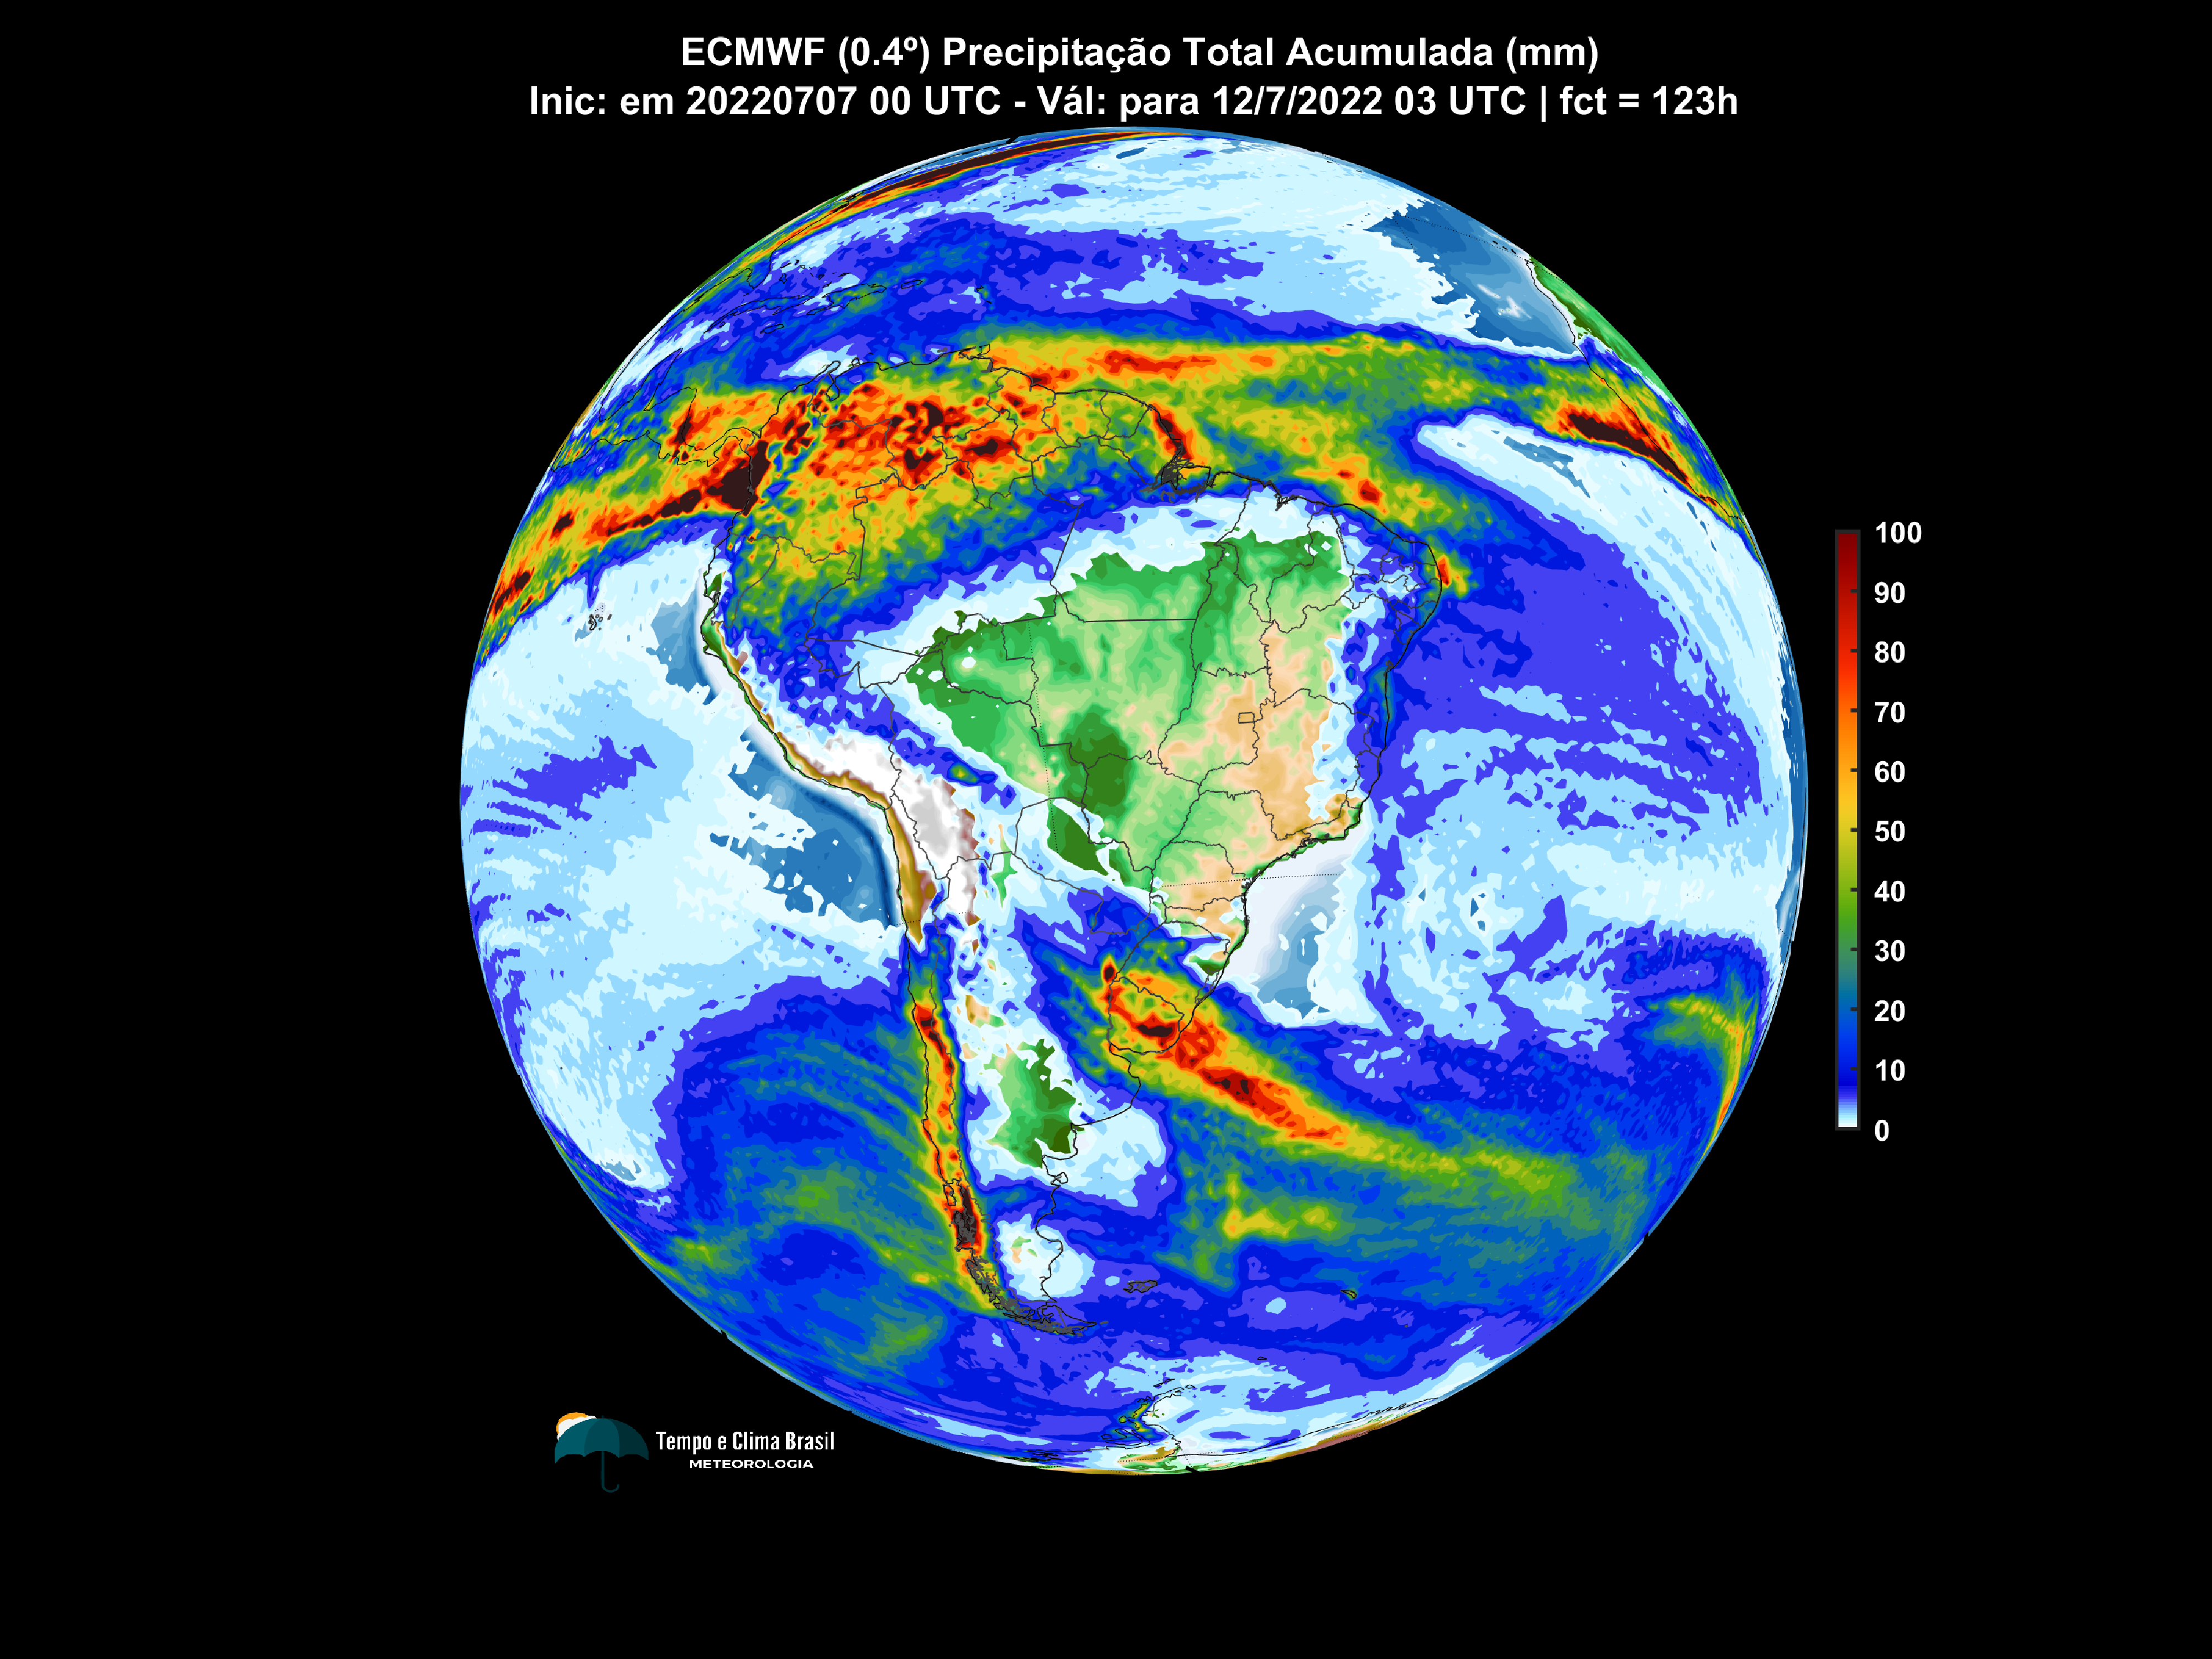 ECMWF (0.4º) Precipitação Total Acumulada (mm)
Inic: em 20220707 00 UTC - Vál: para 12/7/2022 03 UTC | fct = 123h
100
90
80
70
60
50
40
30
20
10
0
Tempo e Clima Brasil
METEOROLOGIA